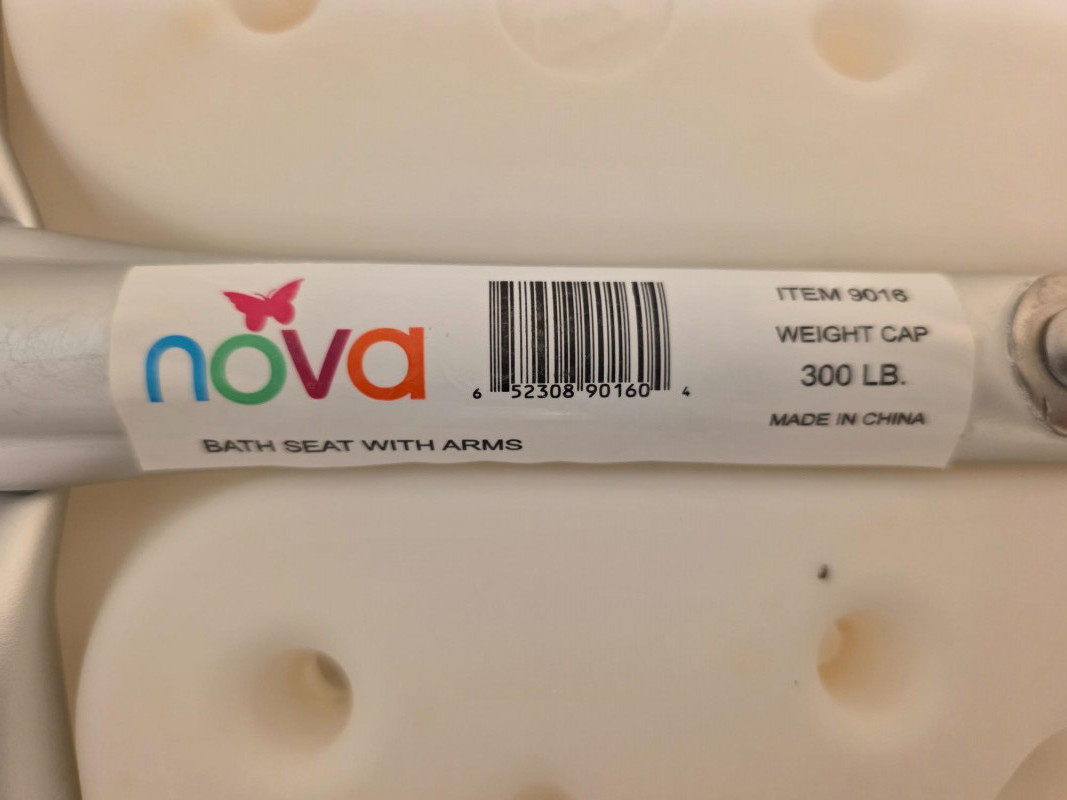 nova
6 52308 90160 4
BATH SEAT WITH ARMS
ITEM 9016
WEIGHT CAP
300 LB.
MADE IN CHINA